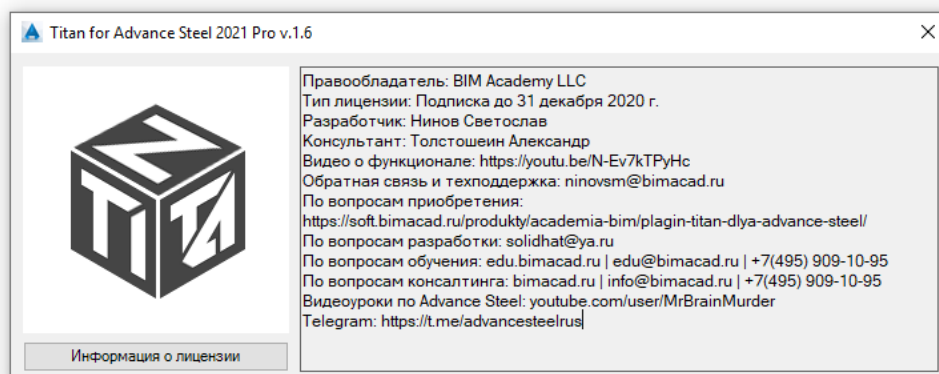 Titan for Advance Steel 2021 Pro v.1.6
Правообладатель: BIM Academy LLC
Тип лицензии: Подписка до 31 декабря 2020 г.
Разработчик: Нинов Светослав
Консультант: Толстошеин Александр
Видео о функционале: https://youtu.be/N-Ev7kTPyHc
Обратная связь и техподдержка: ninovsm@bimacad.ru
По вопросам приобретения:
https://soft.bimacad.ru/produkty/academia-bim/plagin-titan-dlya-advance-steel/
По вопросам разработки: solidhat@ya.ru
По вопросам обучения: edu.bimacad.ru | edu@bimacad.ru | +7(495) 909-10-95
По вопросам консалтинга: bimacad.ru | info@bimacad.ru | +7(495) 909-10-95
Видеоуроки по Advance Steel: youtube.com/user/MrBrainMurder
Telegram: https://t.me/advancesteelrus
TITAN
Информация о лицензии